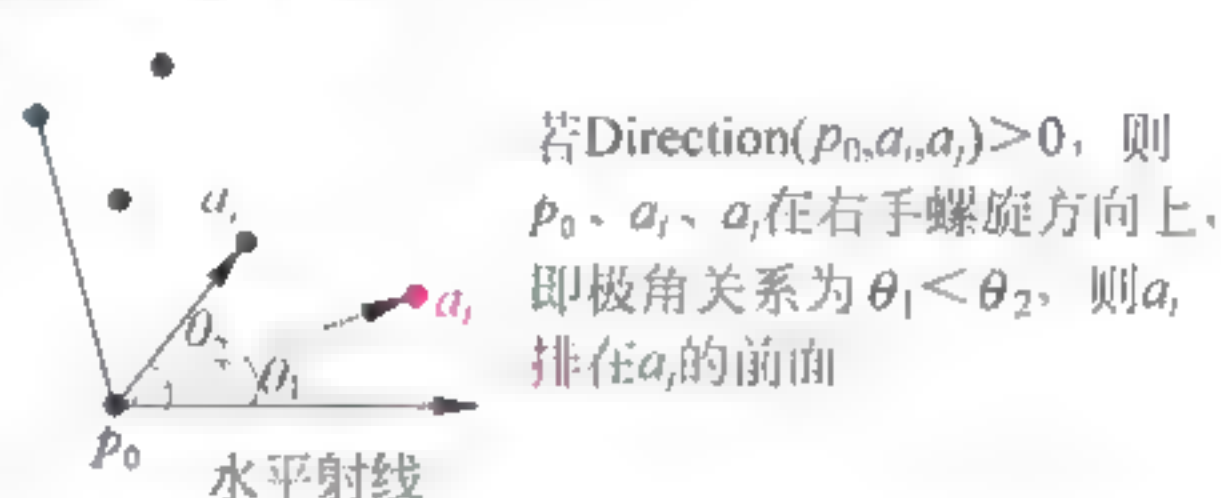 若Direction(p₀,aᵢ,aⱼ)>0，则
p₀、aᵢ、aⱼ在右手螺旋方向上，
即极角关系为θ₁<θ₂，则aᵢ
排在aⱼ的前面
aⱼ
aᵢ
θ₂
θ₁
p₀
水平射线